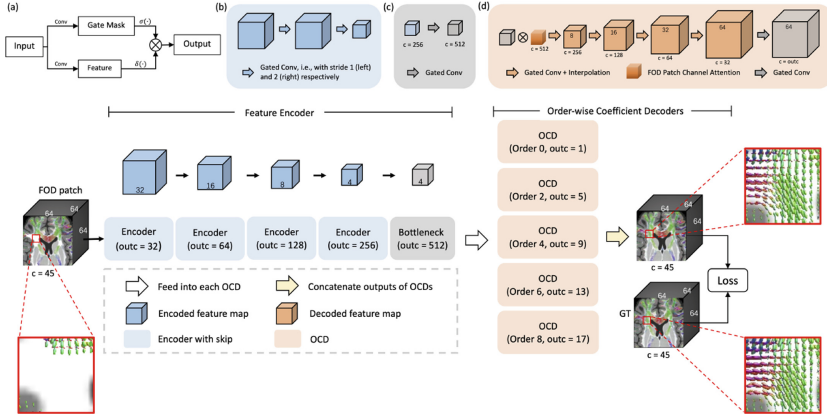 (a)
Input
Conv
Gate Mask
σ(·)
Conv
Feature
δ(·)
Output
(b)
Gated Conv, i.e., with stride 1 (left)
and 2 (right) respectively
(c)
c = 256
c = 512
Gated Conv
(d)
c = 512
8
c = 256
16
c = 128
32
c = 64
64
c = 32
64
c = outc
Gated Conv + Interpolation
FOD Patch Channel Attention
Gated Conv
Feature Encoder
Order-wise Coefficient Decoders
32
16
8
4
4
FOD patch
64
64
64
c = 45
Encoder
(outc = 32)
Encoder
(outc = 64)
Encoder
(outc = 128)
Encoder
(outc = 256)
Bottleneck
(outc = 512)
Feed into each OCD
Concatenate outputs of OCDs
Encoded feature map
Decoded feature map
Encoder with skip
OCD
OCD
(Order 0, outc = 1)
OCD
(Order 2, outc = 5)
OCD
(Order 4, outc = 9)
OCD
(Order 6, outc = 13)
OCD
(Order 8, outc = 17)
64
64
64
c = 45
Loss
GT
64
64
64
c = 45